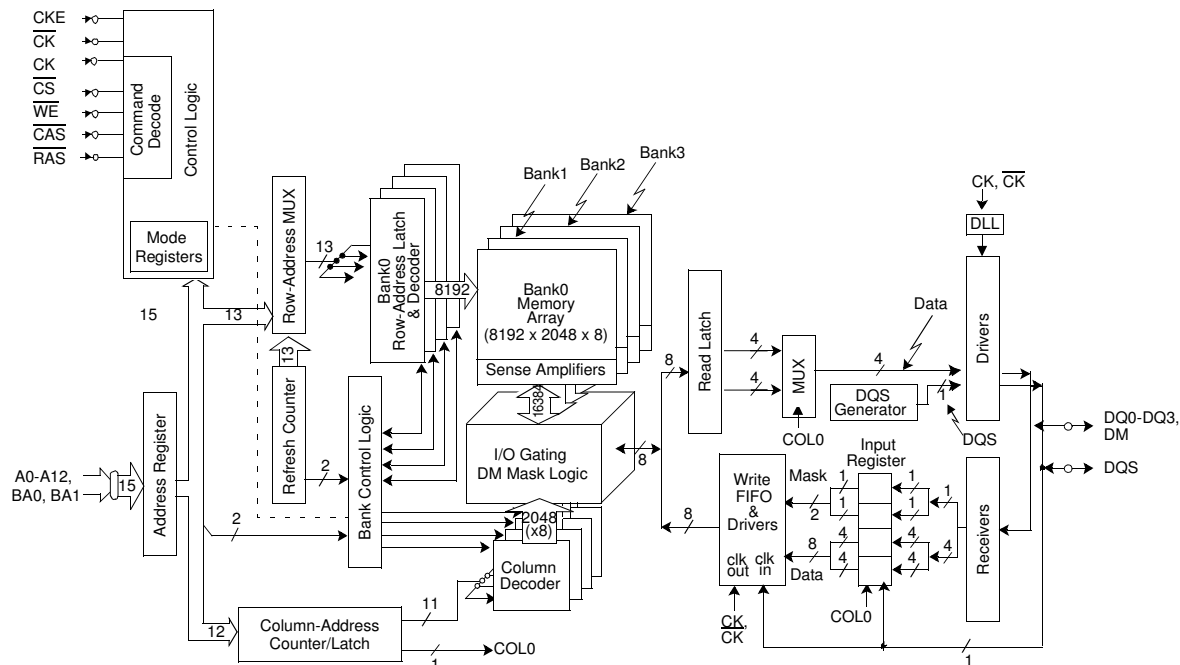 CKE
CK
CK
CS
WE
CAS
RAS
Command
Decode
Control Logic
Mode
Registers
15
13
Row-Address MUX
13
Refresh Counter
13
Bank0
Row-Address Latch
& Decoder
8192
Bank1
Bank2
Bank3
Bank0
Memory
Array
(8192 x 2048 x 8)
Sense Amplifiers
16384
I/O Gating
DM Mask Logic
8
2
Bank Control Logic
2048
(x8)
Column
Decoder
A0-A12,
BA0, BA1
15
Address Register
2
12
Column-Address
Counter/Latch
11
1
COL0
8
Read Latch
4
4
MUX
COL0
4
Data
DQS
Generator
1
DQS
CK, CK
DLL
Drivers
DQ0-DQ3,
DM
DQS
Input
Register
8
Write
FIFO
&
Drivers
clk
out
clk
in
Mask
2
8
Data
1
1
4
4
1
1
4
4
1
4
Receivers
CK,
CK
COL0
1